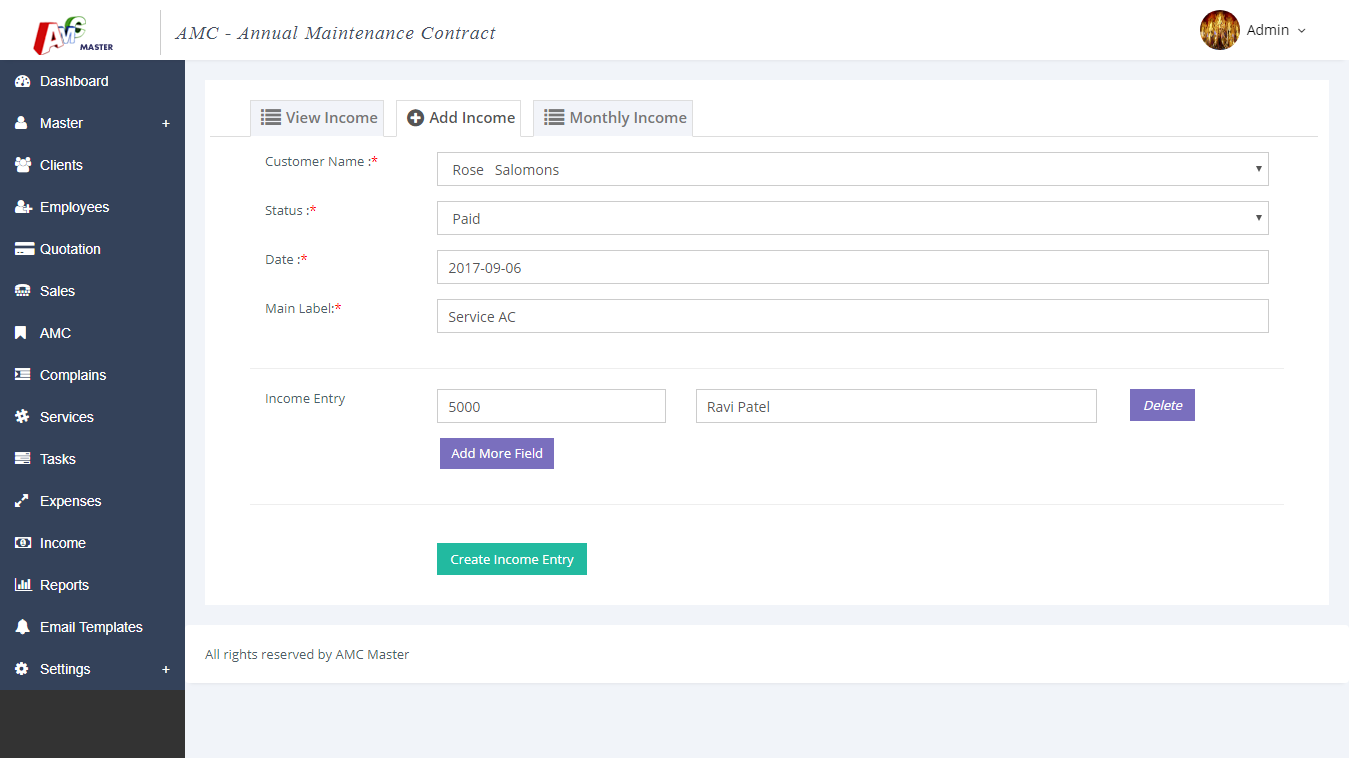 AMC MASTER
AMC - Annual Maintenance Contract
Admin
Dashboard
Master +
Clients
Employees
Quotation
Sales
AMC
Complains
Services
Tasks
Expenses
Income
Reports
Email Templates
Settings +
View Income
Add Income
Monthly Income
Customer Name :*
Rose Salomons
Status :*
Paid
Date :*
2017-09-06
Main Label:*
Service AC
Income Entry
5000
Ravi Patel
Delete
Add More Field
Create Income Entry
All rights reserved by AMC Master